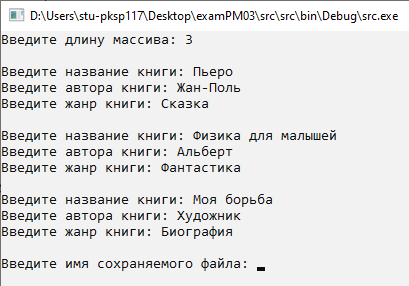 D:\Users\stu-pksp117\Desktop\examPM03\src\src\bin\Debug\src.exe
Введите длину массива: 3
Введите название книги: Пьеро
Введите автора книги: Жан-Поль
Введите жанр книги: Сказка
Введите название книги: Физика для малышей
Введите автора книги: Альберт
Введите жанр книги: Фантастика
Введите название книги: Моя борьба
Введите автора книги: Художник
Введите жанр книги: Биография
Введите имя сохраняемого файла: